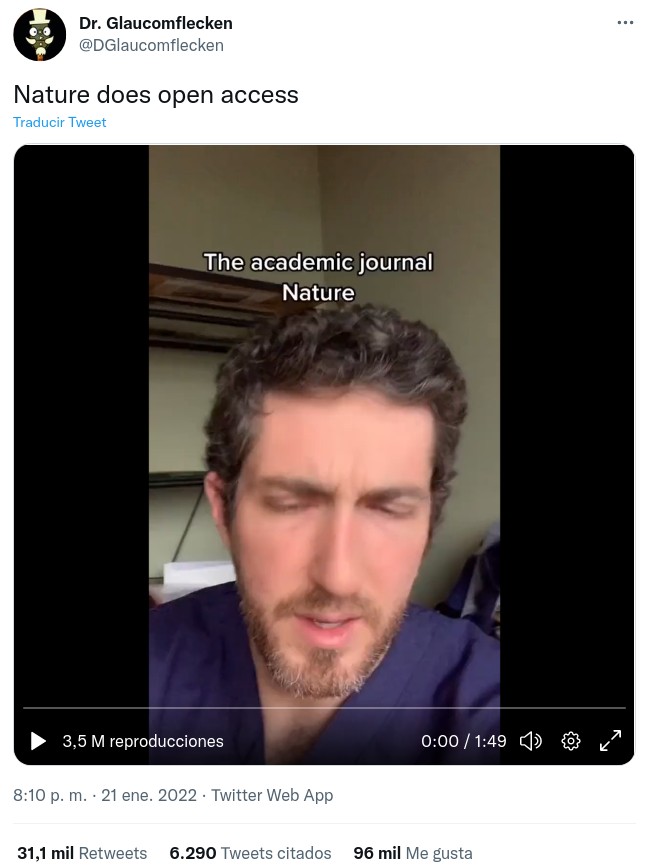 Dr. Glaucomflecken
@DGlaucomflecken
Nature does open access
Traducir Tweet
The academic journal
Nature
3,5 M reproducciones
0:00 / 1:49
8:10 p. m. · 21 ene. 2022 · Twitter Web App
31,1 mil Retweets 6.290 Tweets citados 96 mil Me gusta